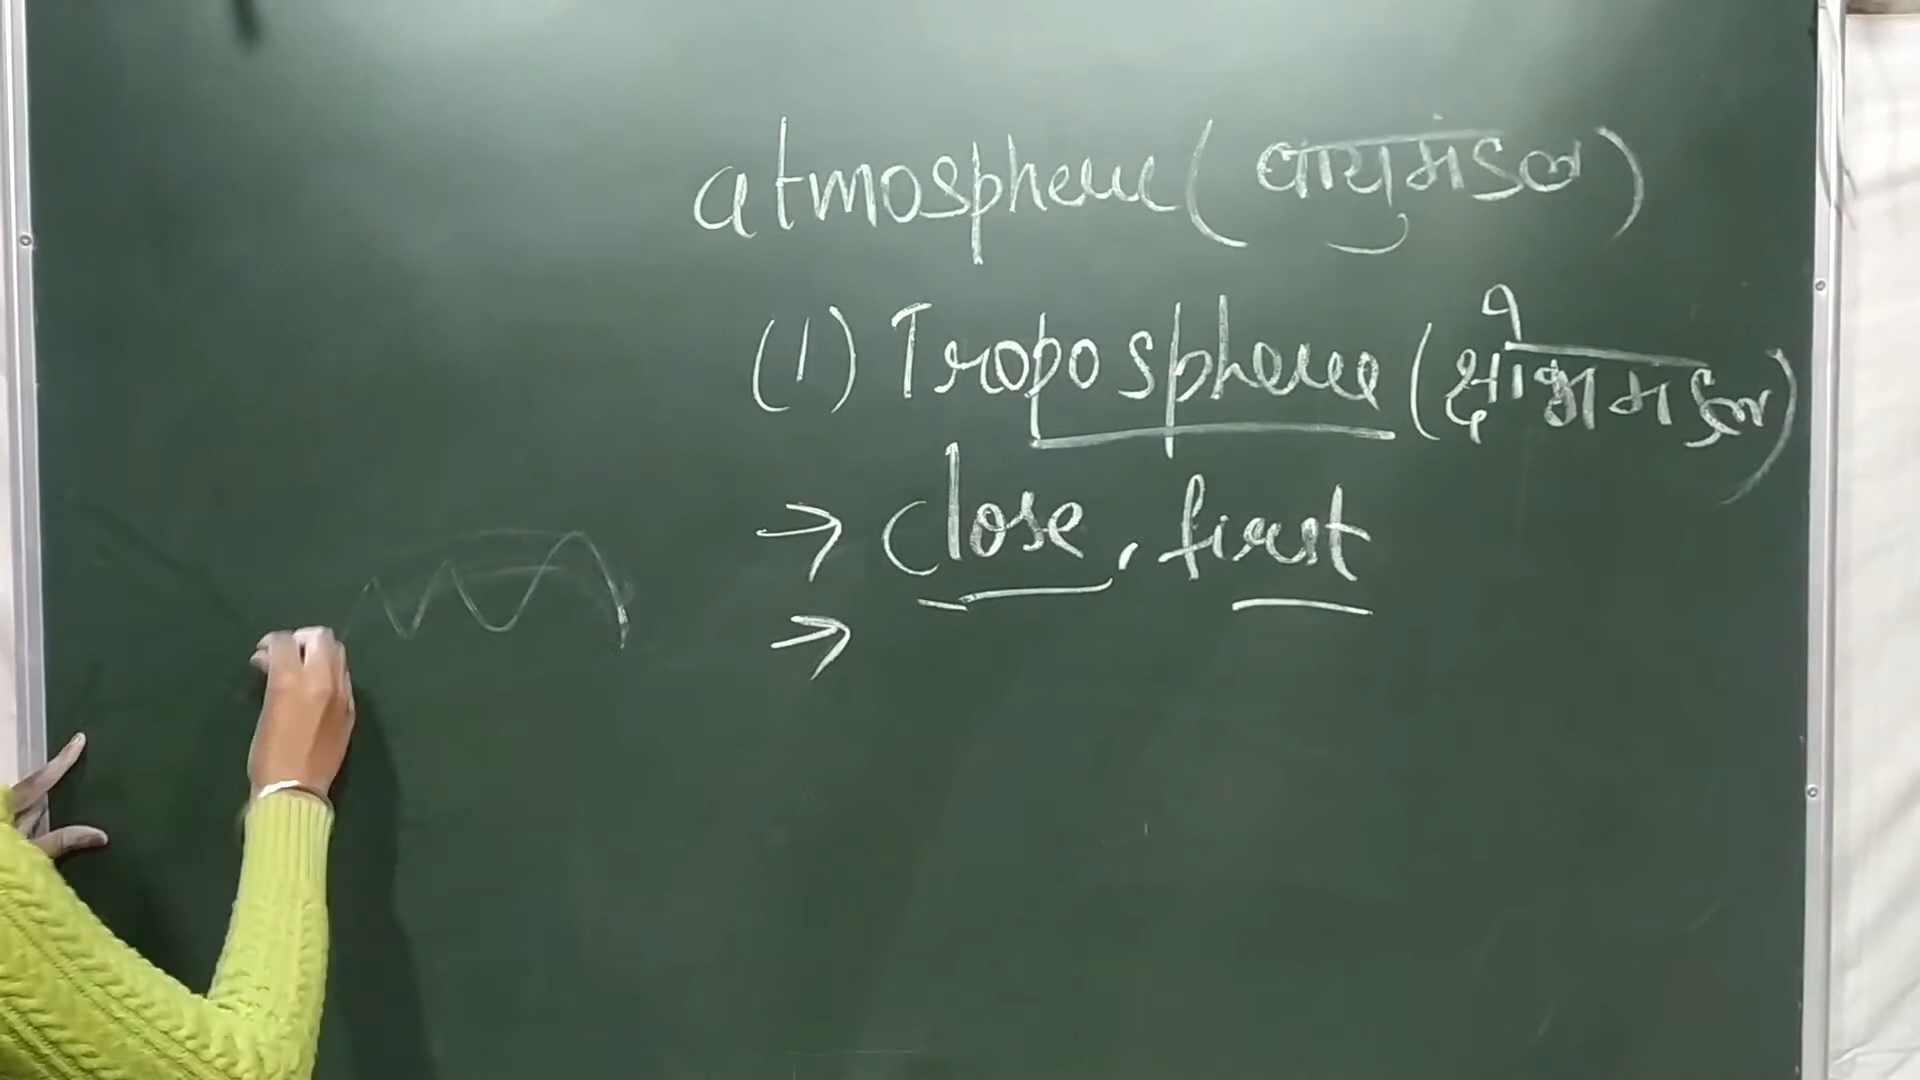 atmosphere (वायुमंडल)
(1) Troposphere (क्षोभमंडल)
→ close, first
→